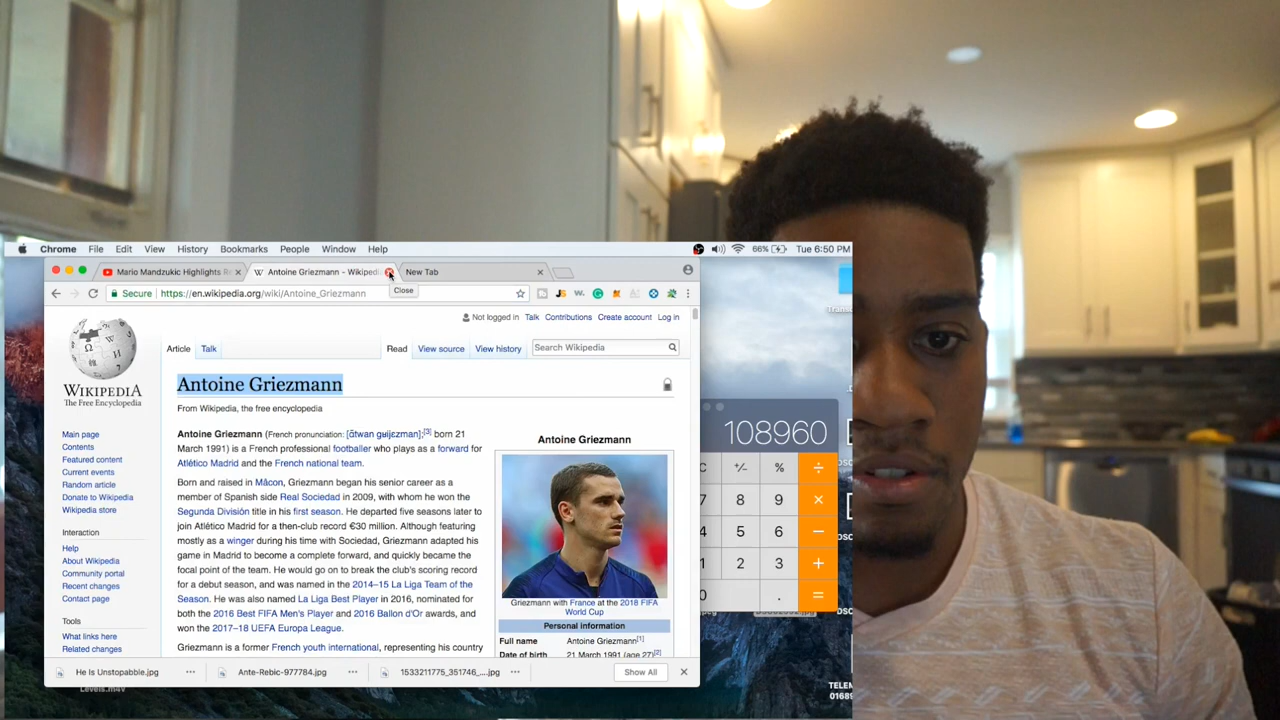 Chrome File Edit View History Bookmarks People Window Help 66% Tue 6:50 PM
Mario Mandzukic Highlights Antoine Griezmann - Wikiped New Tab
Secure https://en.wikipedia.org/wiki/Antoine_Griezmann
Close
Not logged in Talk Contributions Create account Log in
Article Talk Read View source View history Search Wikipedia
WIKIPEDIA
The Free Encyclopedia
Main page
Contents
Featured content
Current events
Random article
Donate to Wikipedia
Wikipedia store
Interaction
Help
About Wikipedia
Community portal
Recent changes
Contact page
Tools
What links here
Related changes
Antoine Griezmann
From Wikipedia, the free encyclopedia
Antoine Griezmann (French pronunciation: [3] born 21
March 1991) is a French professional footballer who plays as a forward for
Atlético Madrid and the French national team.
Born and raised in Mâcon, Griezmann began his senior career as a
member of Spanish side Real Sociedad in 2009, with whom he won the
Segunda División title in his first season. He departed five seasons later to
join Atlético Madrid for a then-club record €30 million. Although featuring
mostly as a winger during his time with Sociedad, Griezmann adapted his
game in Madrid to become a complete forward, and quickly became the
focal point of the team. He would go on to break the club's scoring record
for a debut season, and was named in the 2014–15 La Liga Team of the
Season. He was also named La Liga Best Player in 2016, nominated for
both the 2016 Best FIFA Men's Player and 2016 Ballon d'Or awards, and
won the 2017–18 UEFA Europa League.
Griezmann is a former French youth international, representing his country
Antoine Griezmann
Griezmann with France at the 2018 FIFA
World Cup
Personal information
Full name Antoine Griezmann[1]
Date of birth 21 March 1991 (age 27)[2]
He Is Unstopabble.jpg Ante-Rebic-977784.jpg 1533211775_351746_....jpg Show All
Levels.m4v
108960
C +/- % ÷
7 8 9 ×
4 5 6 −
1 2 3 +
0 . =
TELEM
01689